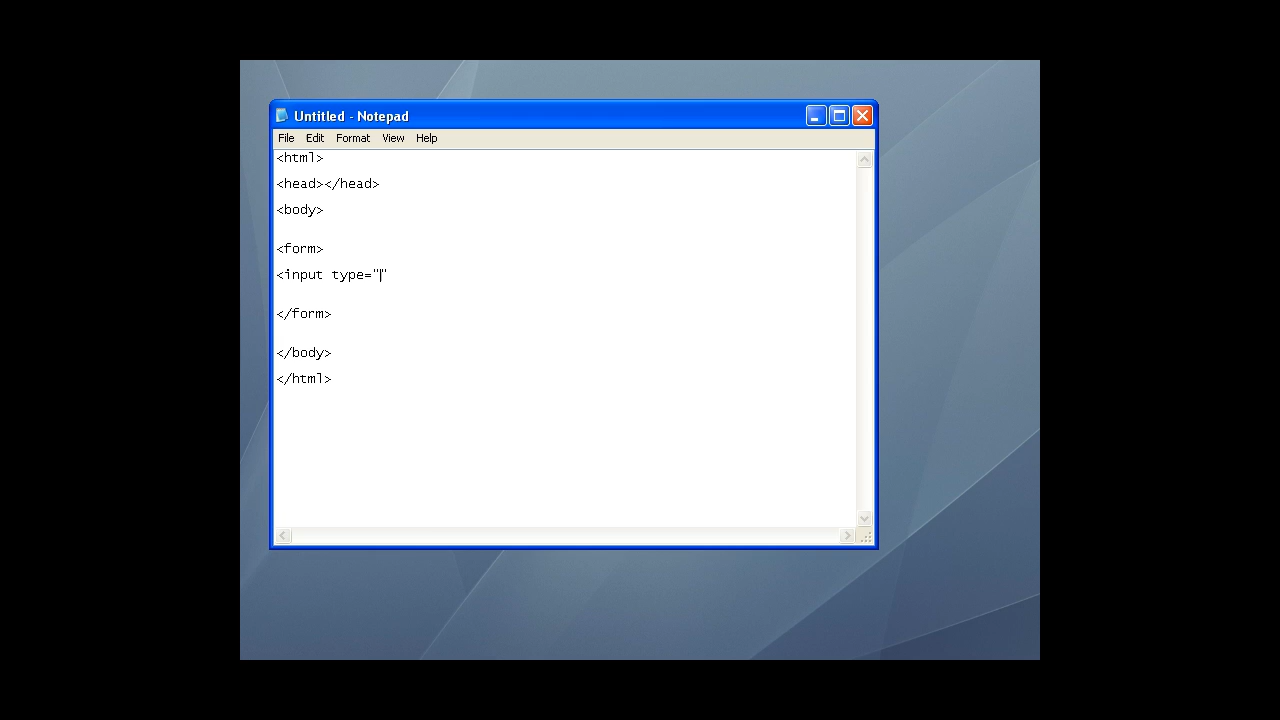 Untitled - Notepad
File Edit Format View Help
<html>
<head></head>
<body>
<form>
<input type=""
</form>
</body>
</html>